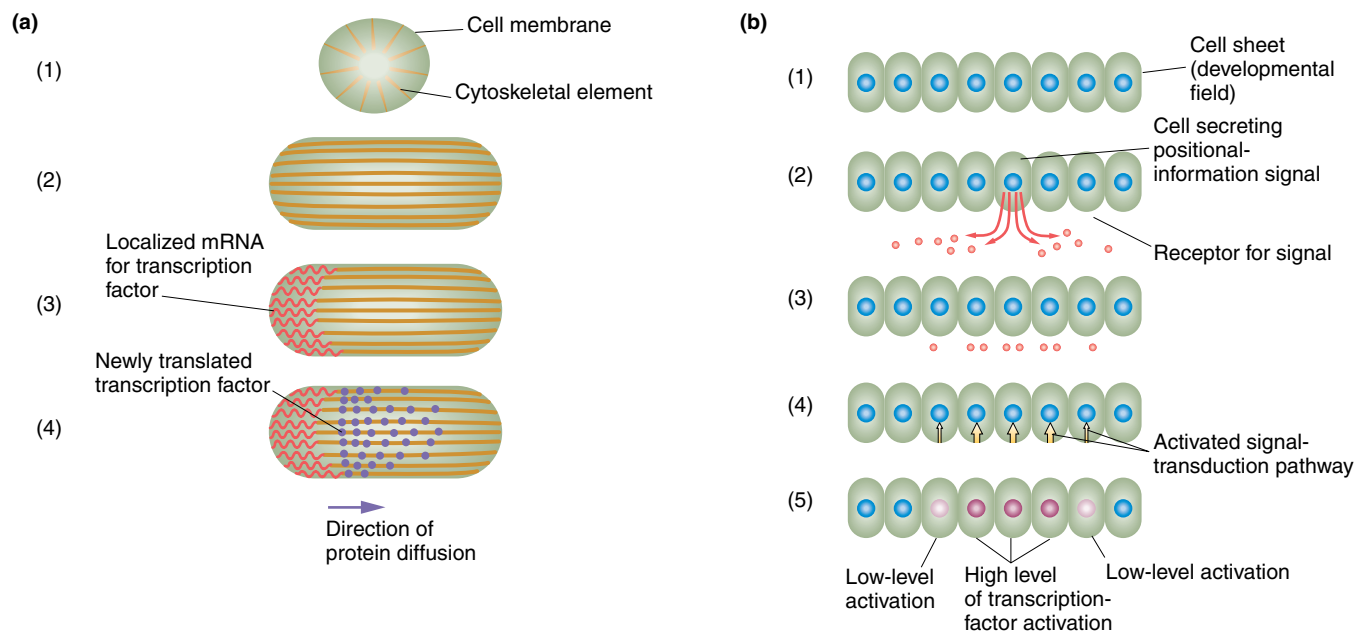 (a)
Cell membrane
(1)
Cytoskeletal element
(2)
Localized mRNA
for transcription
factor
(3)
Newly translated
transcription factor
(4)
Direction of
protein diffusion
(b)
(1)
Cell sheet
(developmental
field)
Cell secreting
positional-
information signal
(2)
Receptor for signal
(3)
(4)
Activated signal-
transduction pathway
(5)
Low-level
activation
High level
of transcription-
factor activation
Low-level activation